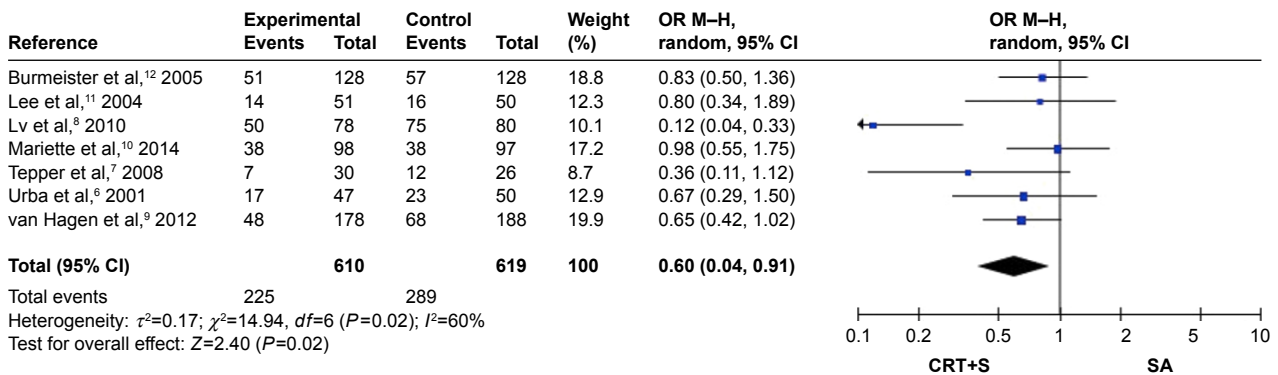 Experimental Control Weight OR M–H, OR M–H,
Reference Events Total Events Total (%) random, 95% CI random, 95% CI
Burmeister et al,¹² 2005 51 128 57 128 18.8 0.83 (0.50, 1.36)
Lee et al,¹¹ 2004 14 51 16 50 12.3 0.80 (0.34, 1.89)
Lv et al,⁸ 2010 50 78 75 80 10.1 0.12 (0.04, 0.33)
Mariette et al,¹⁰ 2014 38 98 38 97 17.2 0.98 (0.55, 1.75)
Tepper et al,⁷ 2008 7 30 12 26 8.7 0.36 (0.11, 1.12)
Urba et al,⁶ 2001 17 47 23 50 12.9 0.67 (0.29, 1.50)
van Hagen et al,⁹ 2012 48 178 68 188 19.9 0.65 (0.42, 1.02)
Total (95% CI) 610 619 100 0.60 (0.04, 0.91)
Total events 225 289
Heterogeneity: τ²=0.17; χ²=14.94, df=6 (P=0.02); I²=60%
Test for overall effect: Z=2.40 (P=0.02)
0.1 0.2 0.5 1 2 5 10
CRT+S SA